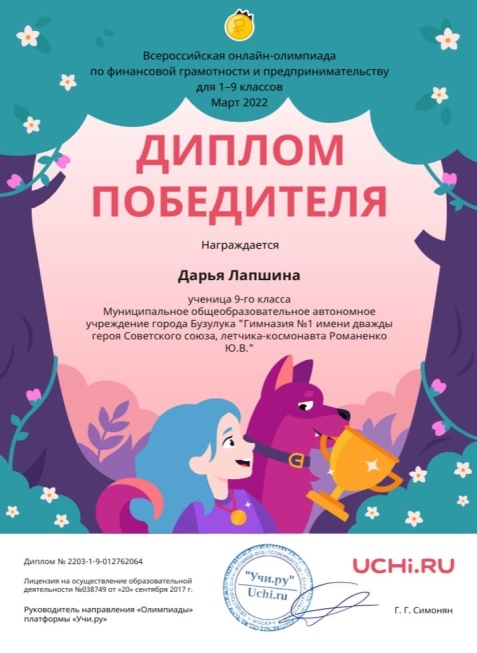 Всероссийская онлайн-олимпиада
по финансовой грамотности и предпринимательству
для 1–9 классов
Март 2022
ДИПЛОМ
ПОБЕДИТЕЛЯ
Награждается
Дарья Лапшина
ученица 9-го класса
Муниципальное общеобразовательное автономное
учреждение города Бузулука "Гимназия №1 имени дважды
героя Советского союза, летчика-космонавта Романенко
Ю.В."
Диплом № 2203-1-9-012762064
Лицензия на осуществление образовательной
деятельности №038749 от «20» сентября 2017 г.
Руководитель направления «Олимпиады»
платформы «Учи.ру»
"Учи.ру"
Uchi.ru
UCHi.RU
Г. Г. Симонян